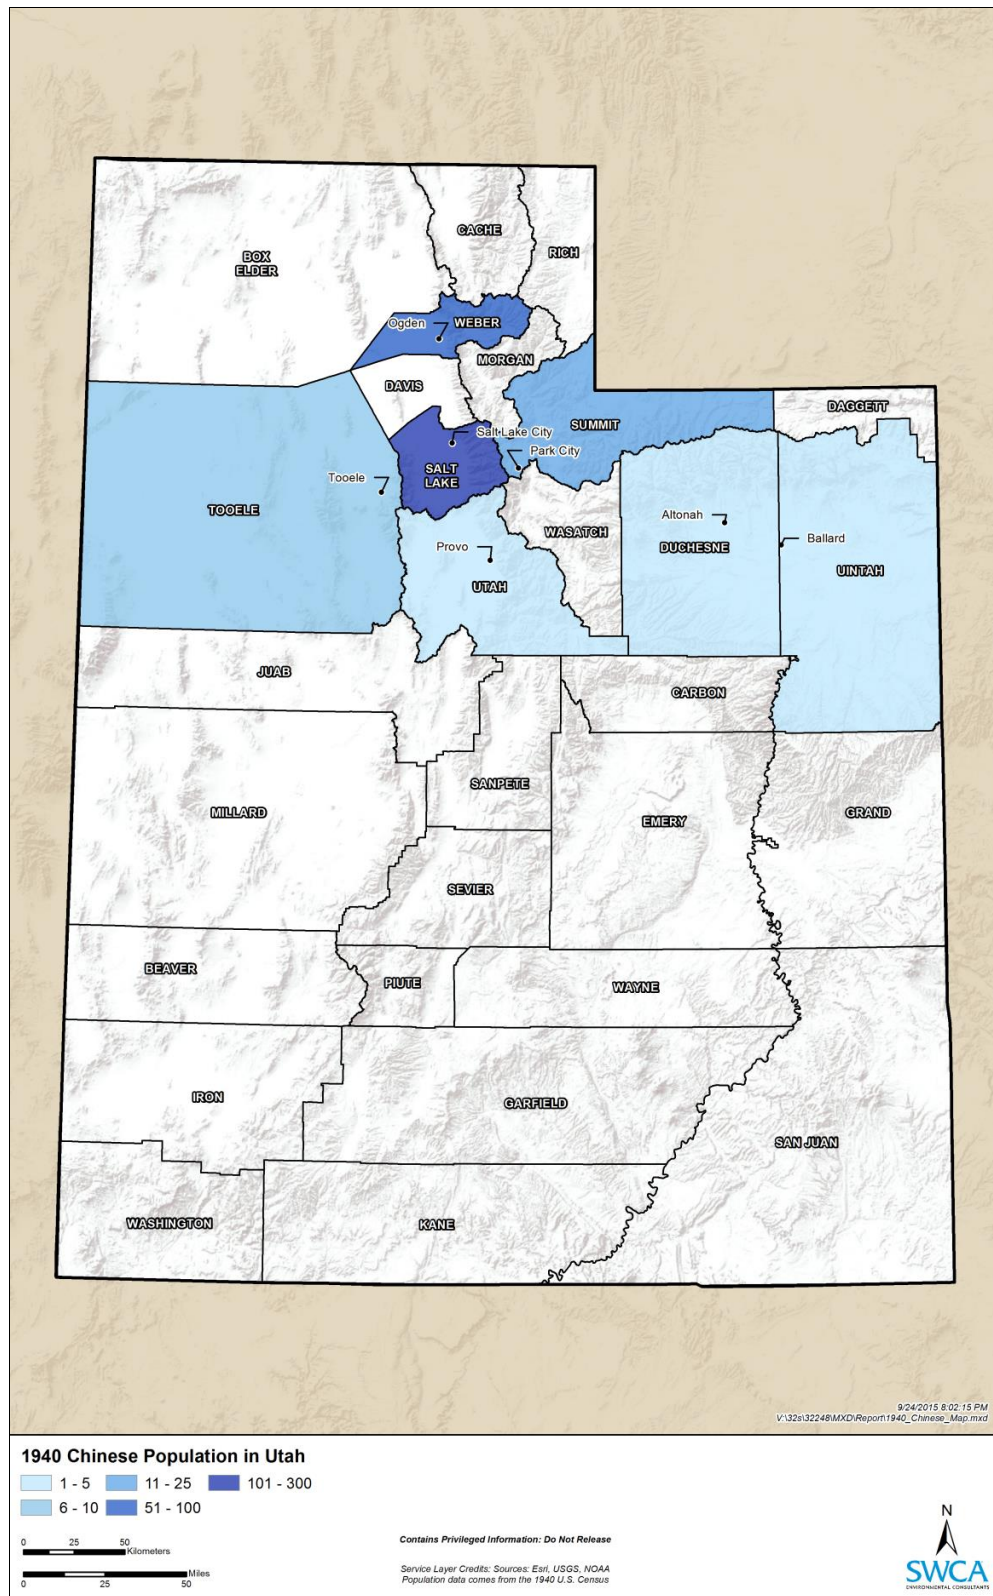 CACHE
RICH
BOX
ELDER
Ogden
WEBER
MORGAN
DAVIS
DAGGETT
SUMMIT
Salt Lake City
Park City
SALT
LAKE
Tooele
TOOELE
Altonah
WASATCH
Ballard
Provo
DUCHESNE
UINTAH
UTAH
JUAB
CARBON
SANPETE
MILLARD
EMERY
GRAND
SEVIER
BEAVER
PIUTE
WAYNE
IRON
GARFIELD
SAN JUAN
WASHINGTON
KANE
9/24/2015 8:02:15 PM
V:\32s\32248\MXD\Report\1940_Chinese_Map.mxd
1940 Chinese Population in Utah
1 - 5
11 - 25
101 - 300
6 - 10
51 - 100
0 25 50
Kilometers
Miles
0 25 50
Contains Privileged Information: Do Not Release
Service Layer Credits: Sources: Esri, USGS, NOAA
Population data comes from the 1940 U.S. Census
N
SWCA
ENVIRONMENTAL CONSULTANTS